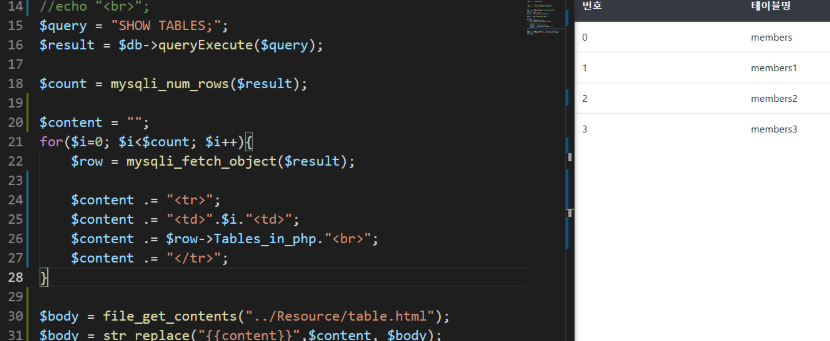 14 //echo "<br>";
15 $query = "SHOW TABLES;";
16 $result = $db->queryExecute($query);
17
18 $count = mysqli_num_rows($result);
19
20 $content = "";
21 for($i=0; $i<$count; $i++){
22     $row = mysqli_fetch_object($result);
23
24     $content .= "<tr>";
25     $content .= "<td>".$i."<td>";
26     $content .= $row->Tables_in_php."<br>";
27     $content .= "</tr>";
28 }
29
30 $body = file_get_contents("../Resource/table.html");
31 $body = str_replace("{{content}}",$content, $body);
번호 테이블명
0 members
1 members1
2 members2
3 members3